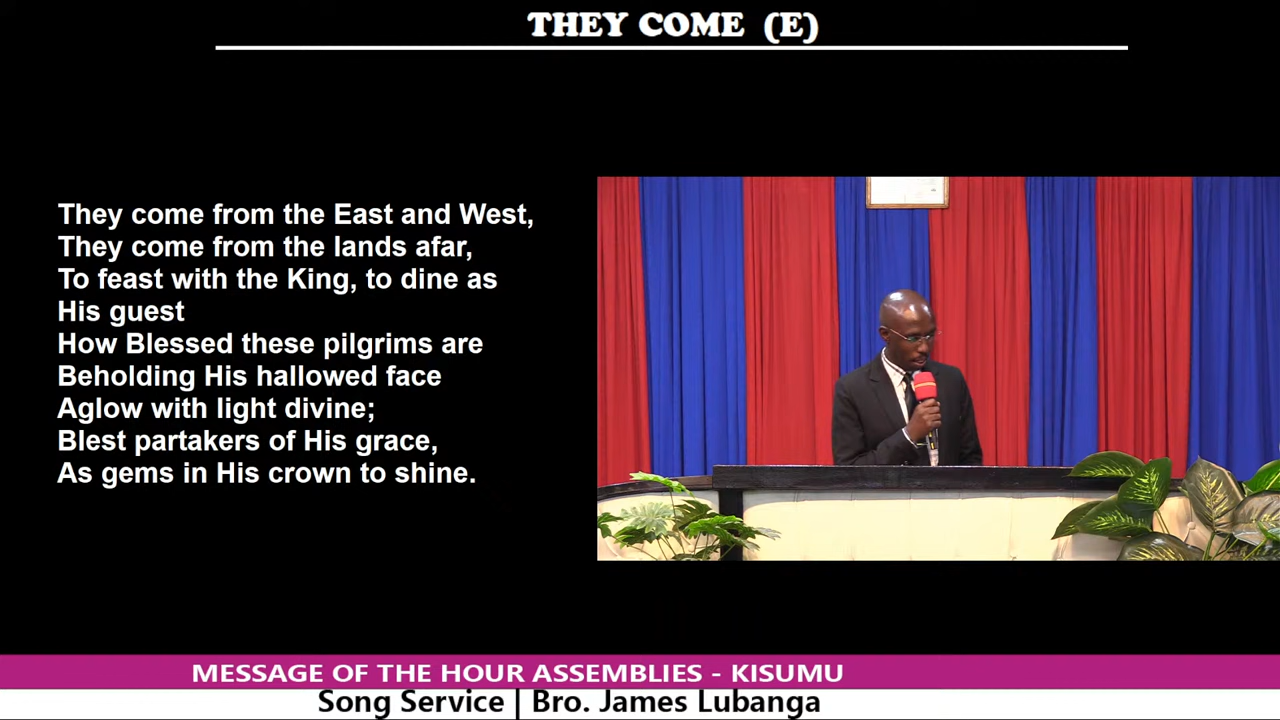 THEY COME (E)
They come from the East and West,
They come from the lands afar,
To feast with the King, to dine as
His guest
How Blessed these pilgrims are
Beholding His hallowed face
Aglow with light divine;
Blest partakers of His grace,
As gems in His crown to shine.
MESSAGE OF THE HOUR ASSEMBLIES - KISUMU
Song Service | Bro. James Lubanga